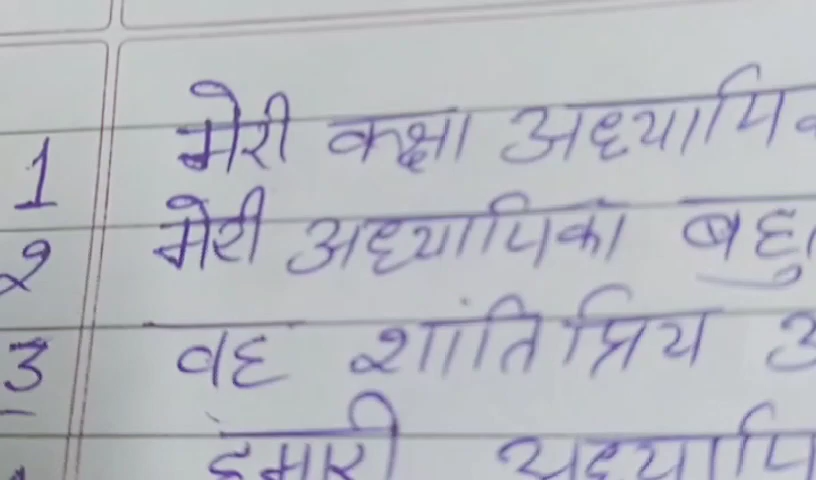 1 मेरी कक्षा अध्यापि
2 मेरी अध्यापिका बहु
3 वह शांति प्रिय
हमारी अध्यापि